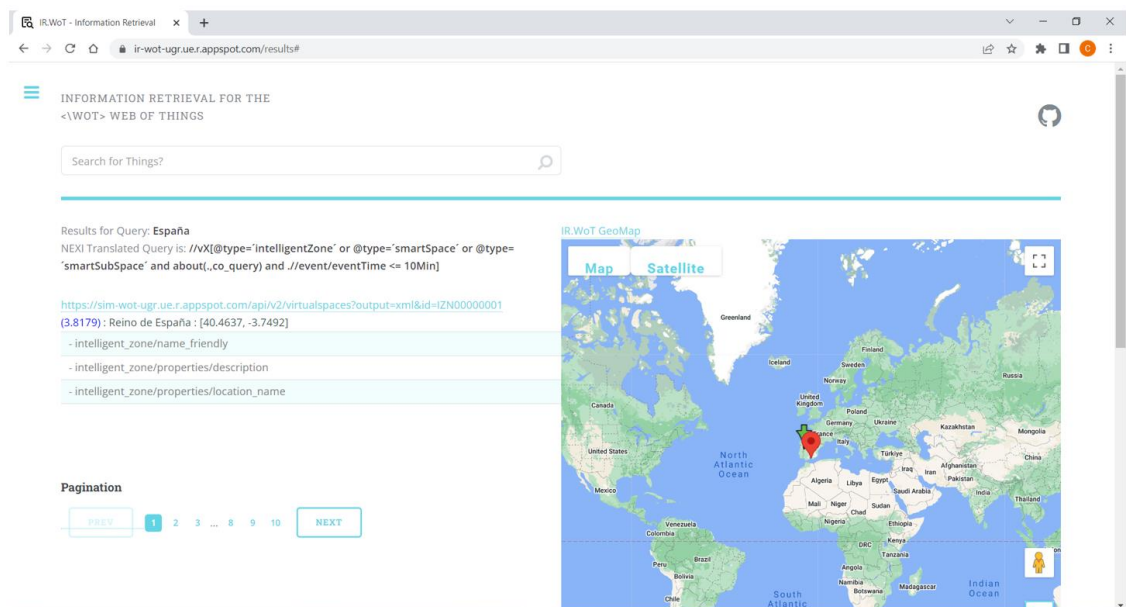 IR.WoT - Information Retrieval
ir-wot-ugr.ue.r.appspot.com/results#
C
INFORMATION RETRIEVAL FOR THE
<\WOT> WEB OF THINGS
Search for Things?
Results for Query: España
NEXI Translated Query is: //vX[@type=´intelligentZone´ or @type=´smartSpace´ or @type=
´smartSubSpace´ and about(.,co_query) and .//event/eventTime <= 10Min]
https://sim-wot-ugr.ue.r.appspot.com/api/v2/virtualspaces?output=xml&id=IZN00000001
(3.8179) : Reino de España : [40.4637, -3.7492]
- intelligent_zone/name_friendly
- intelligent_zone/properties/description
- intelligent_zone/properties/location_name
Pagination
PREV 1 2 3 ... 8 9 10 NEXT
IR.WoT GeoMap
Map Satellite
Greenland
Iceland
Finland
Sweden
Norway
Russia
United
Kingdom
Canada
Poland
Germany
Ukraine
Kazakhstan
Mongolia
Italy
United States
North
Atlantic
Ocean
Türkiye
China
Iraq
Iran
Afghanistan
Pakistan
Algeria
Libya
Egypt
Saudi Arabia
India
Mexico
Thailand
Mali
Niger
Chad
Sudan
Nigeria
Ethiopia
Venezuela
Colombia
DRC
Kenya
Tanzania
Brazil
Peru
Bolivia
Angola
Namibia
Botswana
Madagascar
Indian
Ocean
Chile
South
Atlantic